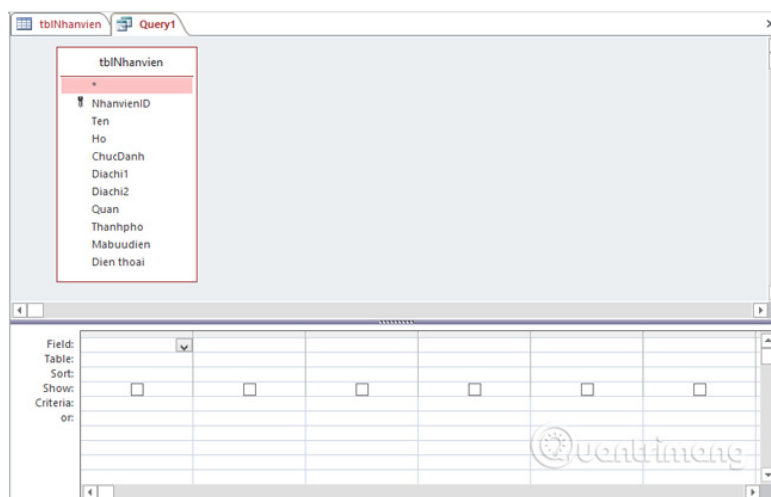 tblNhanvien Query1
tblNhanvien
*
NhanvienID
Ten
Ho
ChucDanh
Diachi1
Diachi2
Quan
Thanhpho
Mabuudien
Dien thoai
Field:
Table:
Sort:
Show:
Criteria:
or:
Quantrimang